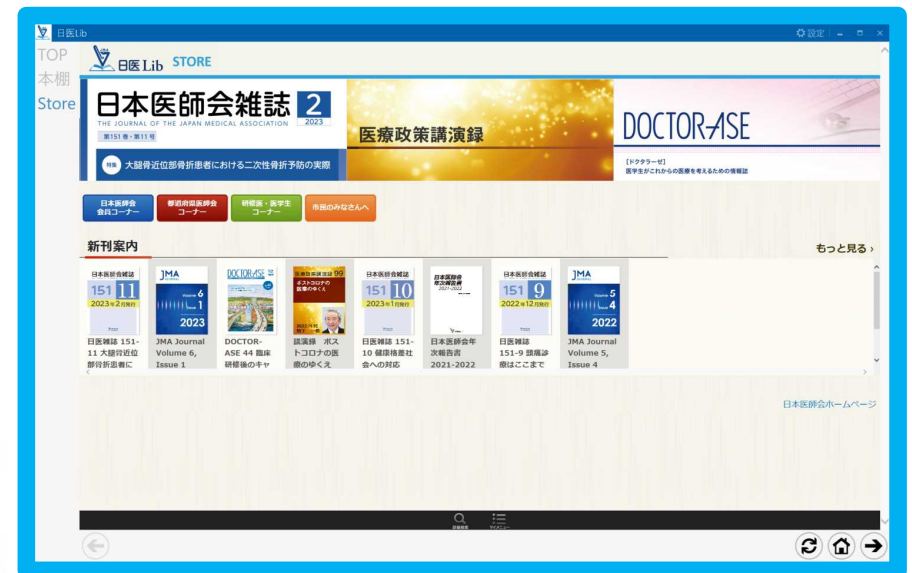 日医Lib
設定
TOP
本棚
Store
日医Lib STORE
日本医師会雑誌 2
THE JOURNAL OF THE JAPAN MEDICAL ASSOCIATION
2023
第151巻・第11号
特集 大腿骨近位部骨折患者における二次性骨折予防の実際
医療政策講演録
DOCTOR-ASE
[ドクタラーゼ]
医学生がこれからの医療を考えるための情報誌
日本医師会
会員コーナー
都道府県医師会
コーナー
研修医・医学生
コーナー
市民のみなさんへ
新刊案内
もっと見る ›
日本医師会雑誌
151 11
2023年2月発行
JMA
JOURNAL
Volume 6
1
2023
DOCTOR-ASE
医療政策講演録 99
ポストコロナの
医療のゆくえ
日本医師会雑誌
151 10
2023年1月発行
日本医師会
年次報告書
2021-2022
日本医師会雑誌
151 9
2022年12月発行
JMA
JOURNAL
Volume 5
4
2022
日医雑誌 151-
11 大腿骨近位
部骨折患者に
JMA Journal
Volume 6,
Issue 1
DOCTOR-
ASE 44 臨床
研修後のキャ
講演録 ポス
トコロナの医
療のゆくえ
日医雑誌 151-
10 健康格差社
会への対応
日本医師会年
次報告書
2021-2022
日医雑誌
151-9 頭痛診
療はここまで
JMA Journal
Volume 5,
Issue 4
日本医師会ホームページ
詳細検索
マイメニュー